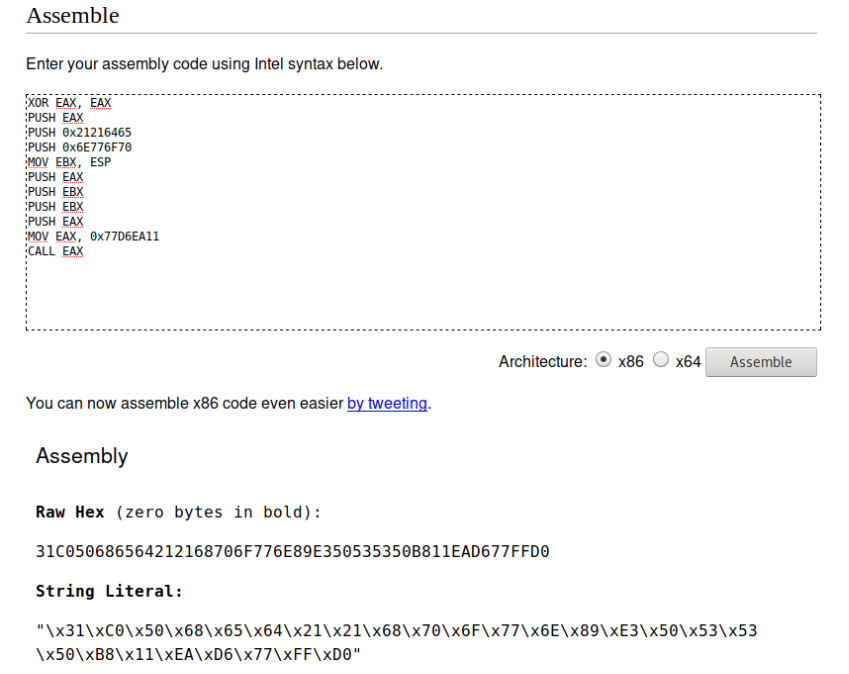 Assemble
Enter your assembly code using Intel syntax below.
XOR EAX, EAX
PUSH EAX
PUSH 0x21216465
PUSH 0x6E776F70
MOV EBX, ESP
PUSH EAX
PUSH EBX
PUSH EBX
PUSH EAX
MOV EAX, 0x77D6EA11
CALL EAX
Architecture: x86 x64 Assemble
You can now assemble x86 code even easier by tweeting.
Assembly
Raw Hex (zero bytes in bold):
31C050686564212168706F776E89E350535350B811EAD677FFD0
String Literal:
"\x31\xC0\x50\x68\x65\x64\x21\x21\x68\x70\x6F\x77\x6E\x89\xE3\x50\x53\x53
\x50\xB8\x11\xEA\xD6\x77\xFF\xD0"